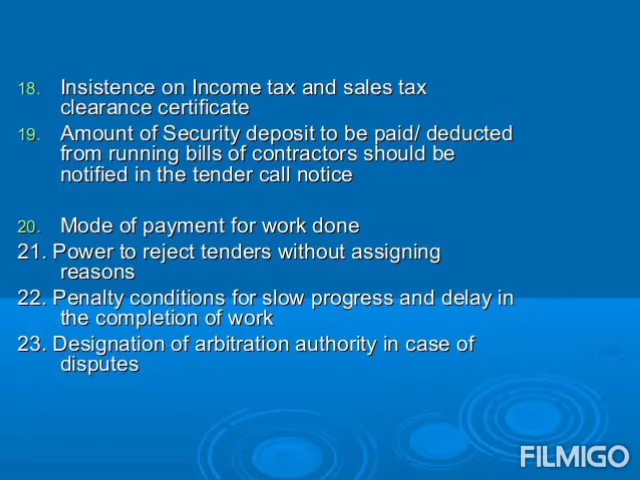 18. Insistence on Income tax and sales tax
clearance certificate
19. Amount of Security deposit to be paid/ deducted
from running bills of contractors should be
notified in the tender call notice
20. Mode of payment for work done
21. Power to reject tenders without assigning
reasons
22. Penalty conditions for slow progress and delay in
the completion of work
23. Designation of arbitration authority in case of
disputes
FILMIGO